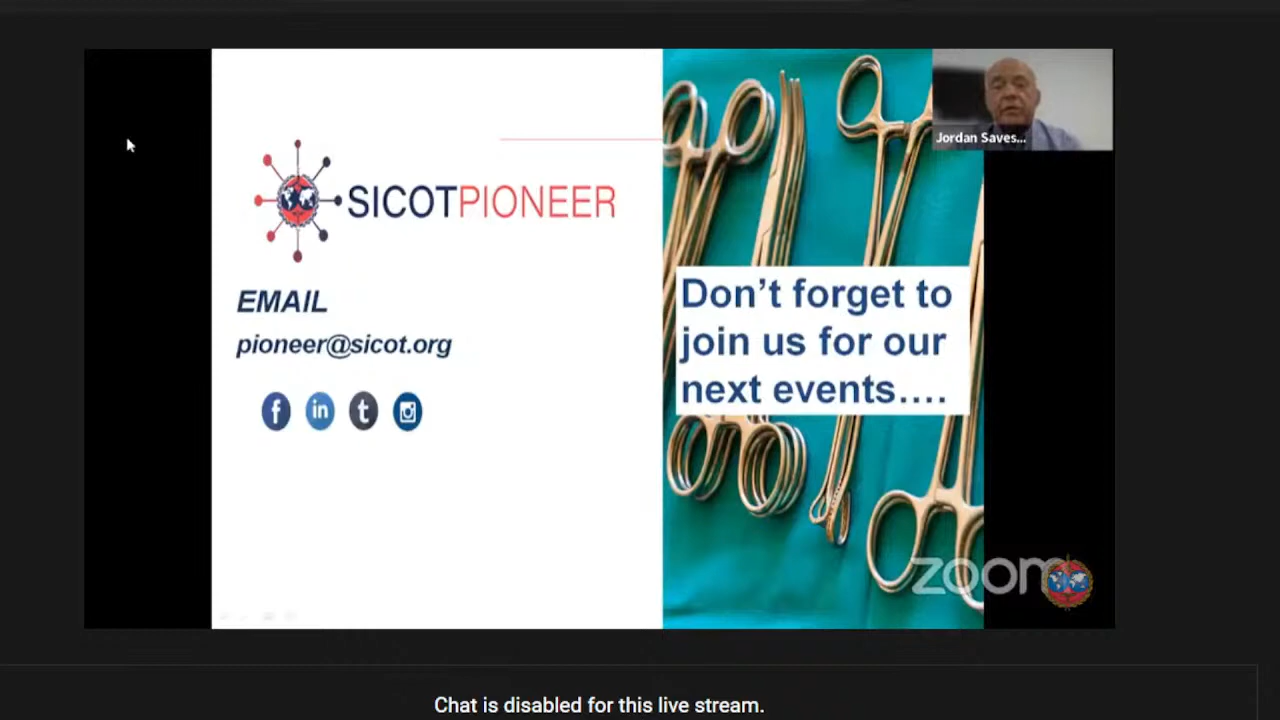 SICOTPIONEER
EMAIL
pioneer@sicot.org
Jordan Saves...
Don't forget to
join us for our
next events....
zoom
Chat is disabled for this live stream.